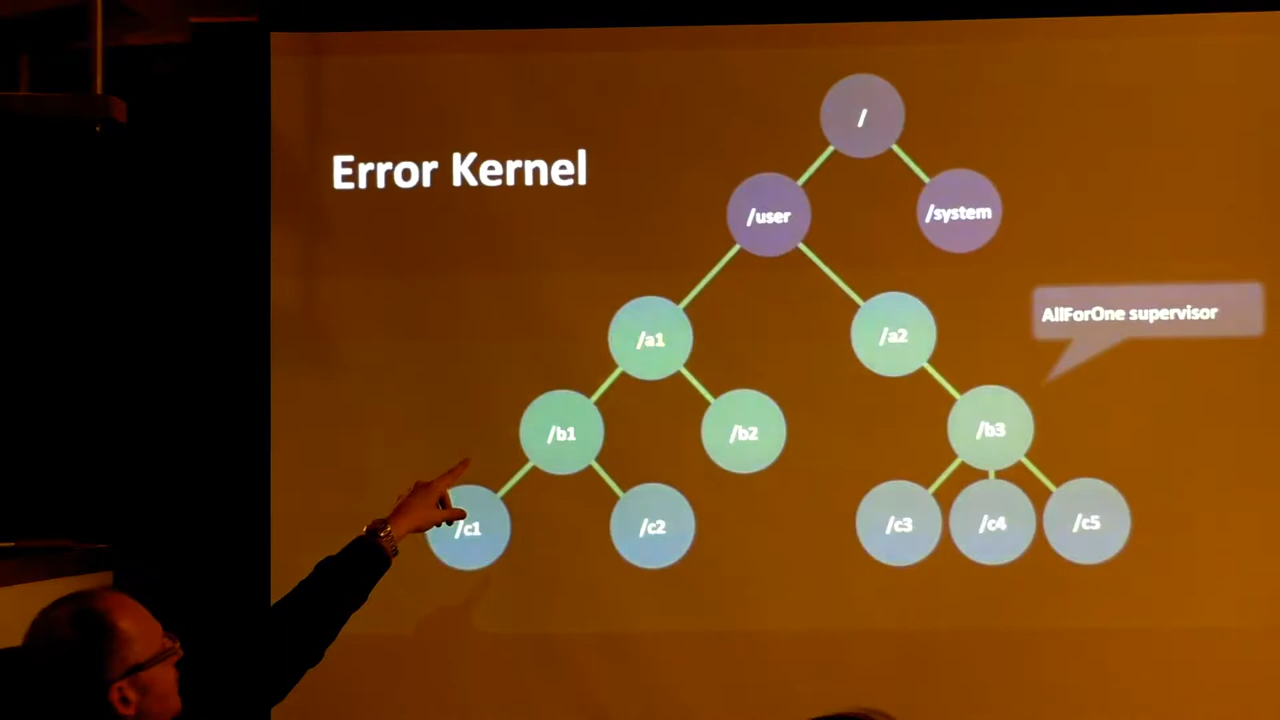 Error Kernel
/
/user
/system
AllForOne supervisor
/a1
/a2
/b1
/b2
/b3
/c1
/c2
/c3
/c4
/c5